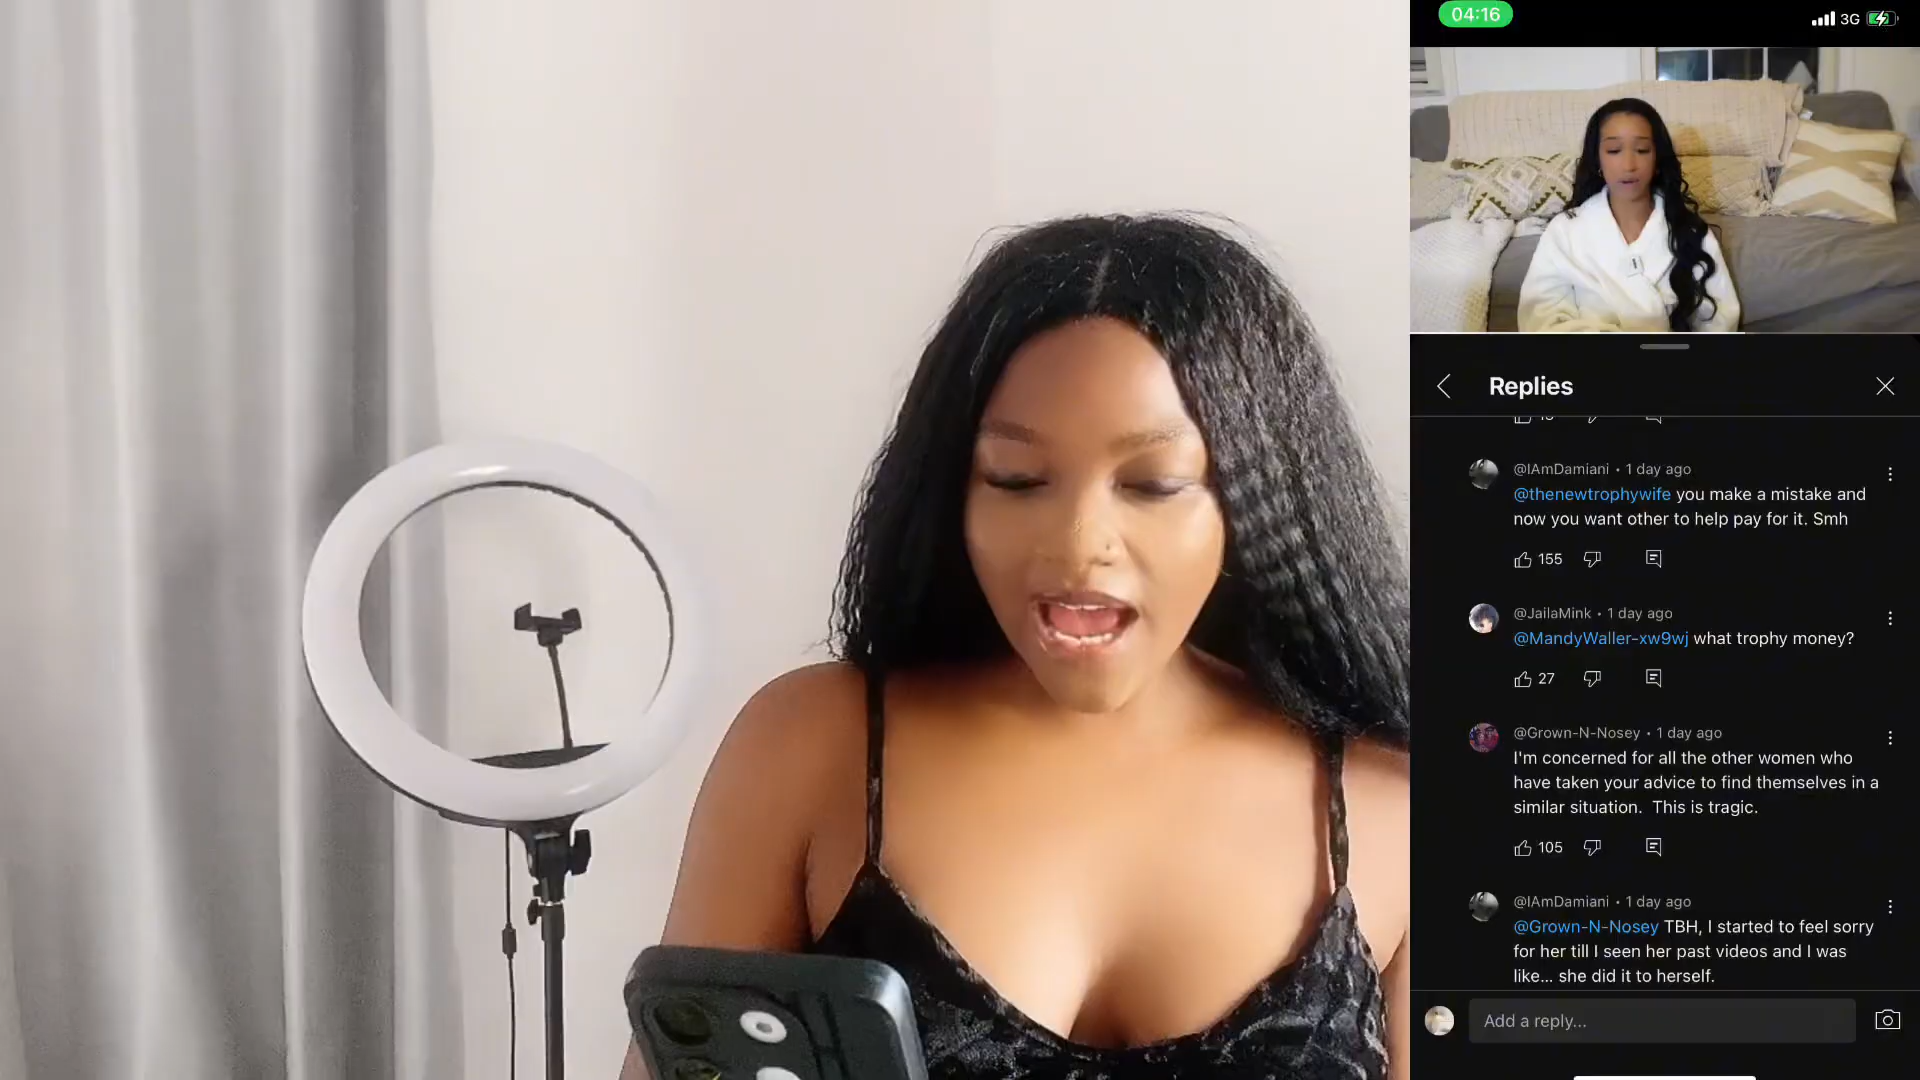 04:16
3G
Replies
@IAmDamiani • 1 day ago
@thenewtrophywife you make a mistake and
now you want other to help pay for it. Smh
155
@JailaMink • 1 day ago
@MandyWaller-xw9wj what trophy money?
27
@Grown-N-Nosey • 1 day ago
I'm concerned for all the other women who
have taken your advice to find themselves in a
similar situation.  This is tragic.
105
@IAmDamiani • 1 day ago
@Grown-N-Nosey TBH, I started to feel sorry
for her till I seen her past videos and I was
like... she did it to herself.
Add a reply...